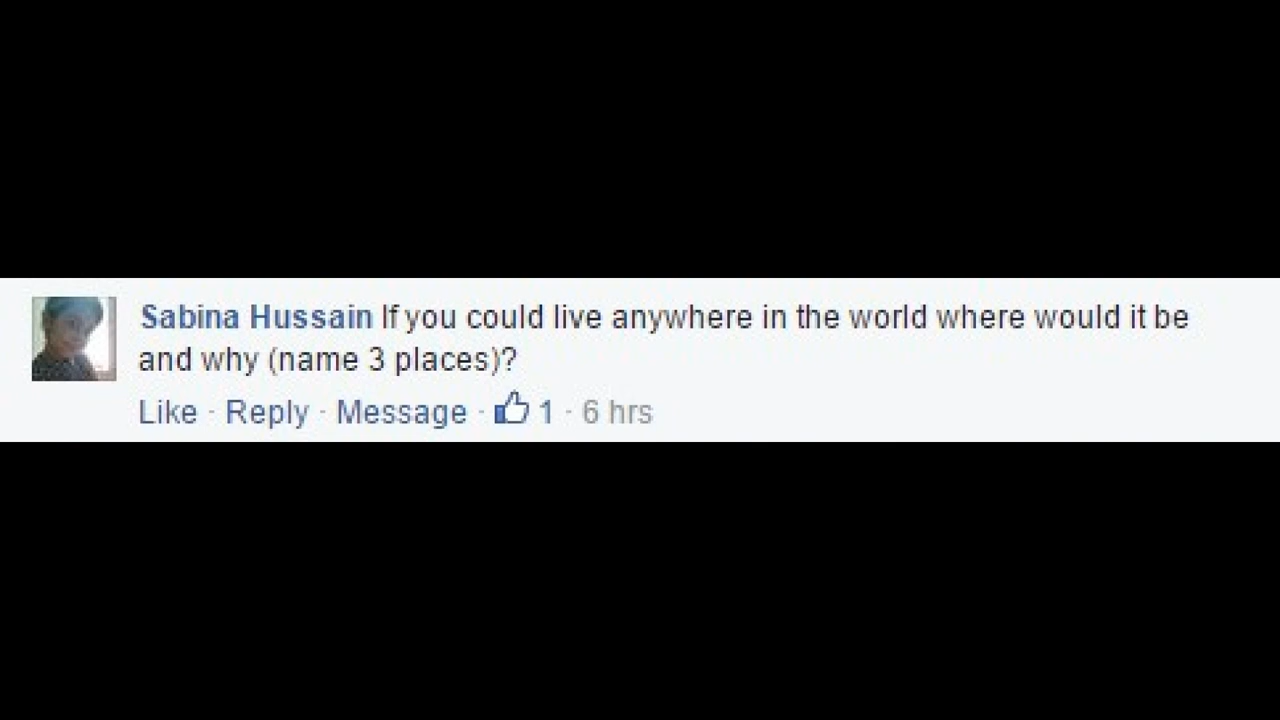 Sabina Hussain If you could live anywhere in the world where would it be
and why (name 3 places)?
Like · Reply · Message · 1 · 6 hrs